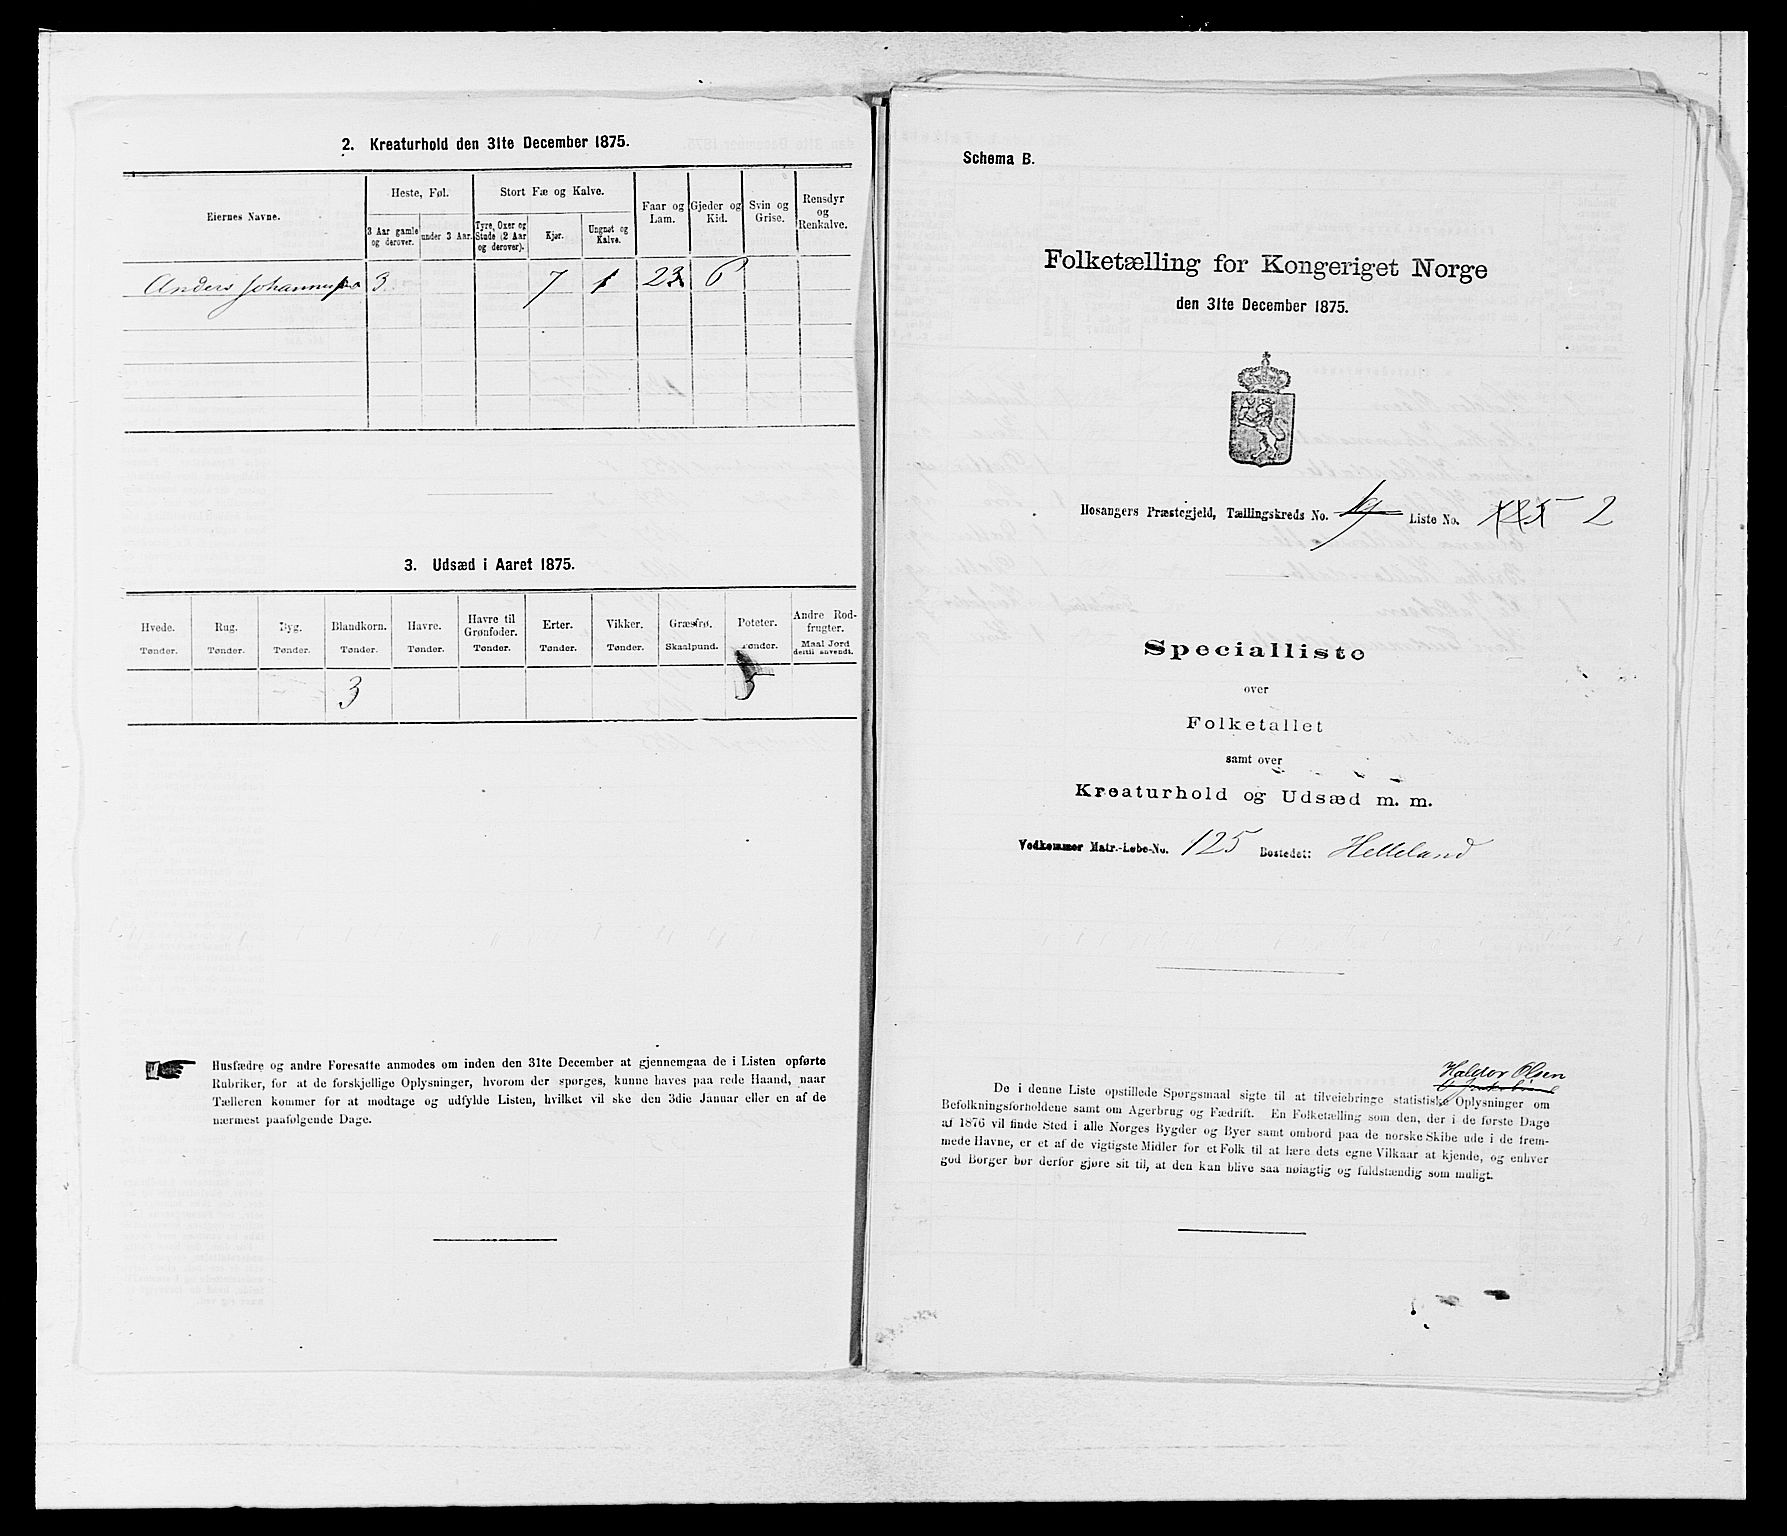 2. Kreaturhold den 31te December 1875.
Eiernes Navne.
Heste, Føl.
Stort Fæ og Kalve.
Faar og Lam.
Gjeder og Kid.
Svin og Grise.
Rensdyr og Renkalve.
3 Aar gamle og derover.
under 3 Aar.
Tyre, Oxer og Stude (2 Aar og derover).
Kjør.
Ungnøt og Kalve.
Anders Johannessen 3 7 1 23 6
3. Udsæd i Aaret 1875.
Hvede. Rug. Byg. Blandkorn. Havre. Havre til Grønfoder. Erter. Vikker. Græsfrø. Poteter. Andre Rodfrugter.
Tønder. Tønder. Tønder. Tønder. Tønder. Tønder. Tønder. Tønder. Skaalpund. Tønder. Maal Jord dertil anvendt.
3 5
Husfædre og andre Foresatte anmodes om inden den 31te December at gjennemgaa de i Listen opførte
Rubriker, for at de forskjellige Oplysninger, hvorom der spørges, kunne haves paa rede Haand, naar
Tælleren kommer for at modtage og udfylde Listen, hvilket vil ske den 3die Januar eller en af de
nærmest paafølgende Dage.
Schema B.
Folketælling for Kongeriget Norge
den 31te December 1875.
Hosangers Præstegjeld, Tællingskreds No. Liste No. 125 2
Specialliste
over
Folketallet
samt over
Kreaturhold og Udsæd m. m.
Vedkommer Matr.-Løbe-No. 125 Bostedet: Helleland
Haldor Olsen
De i denne Liste opstillede Spørgsmaal sigte til at tilveiebringe statistiske Oplysninger om
Befolkningsforholdene samt om Agerbrug og Fædrift. En Folketælling som den, der i de første Dage
af 1876 vil finde Sted i alle Norges Bygder og Byer samt ombord paa de norske Skibe ude i de frem-
mede Havne, er et af de vigtigste Midler for et Folk til at lære dets egne Vilkaar at kjende, og enhver
god Borger bør derfor gjøre sit til, at den kan blive saa nøiagtig og fuldstændig som muligt.